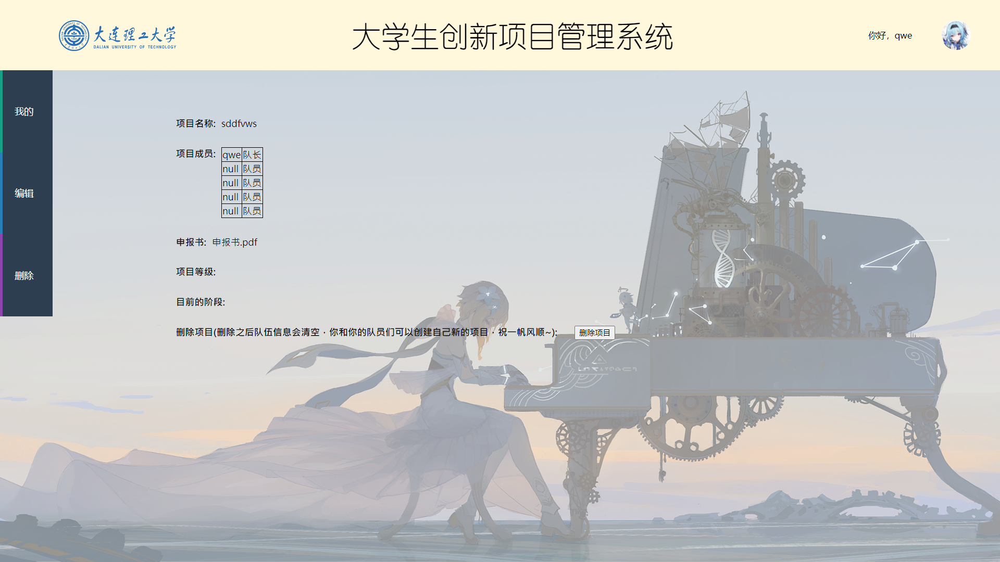 大连理工大学
DALIAN UNIVERSITY OF TECHNOLOGY
大学生创新项目管理系统
你好，qwe
我的
编辑
删除
项目名称: sddfvws
项目成员: qwe 队长
null 队员
null 队员
null 队员
null 队员
申报书: 申报书.pdf
项目等级:
目前的阶段:
删除项目(删除之后队伍信息会清空·你和你的队员们可以创建自己新的项目·祝一帆风顺~): 删除项目